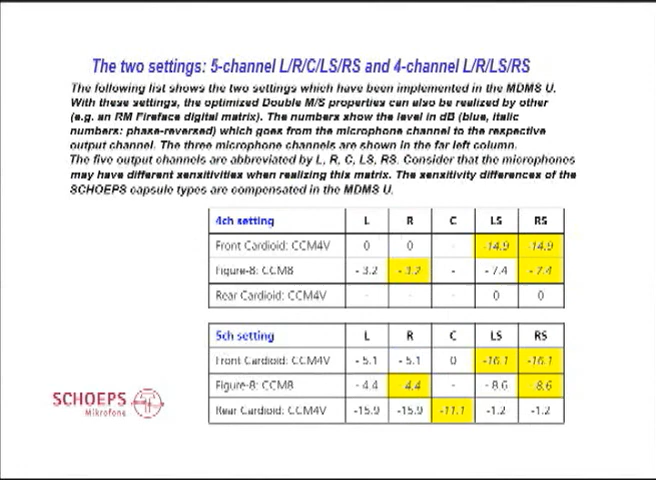 The two settings: 5-channel L/R/C/LS/RS and 4-channel L/R/LS/RS
The following list shows the two settings which have been implemented in the MDMS U.
With these settings, the optimized Double M/S properties can also be realized by other
(e.g. an RM Fireface digital matrix). The numbers show the level in dB (blue, italic
numbers: phase-reversed) which goes from the microphone channel to the respective
output channel. The three microphone channels are shown in the far left column.
The five output channels are abbreviated by L, R, C, LS, RS. Consider that the microphones
may have different sensitivities when realizing this matrix. The sensitivity differences of the
SCHOEPS capsule types are compensated in the MDMS U.
4ch setting L R C LS RS
Front Cardioid: CCM4V 0 0 - -14.9 -14.9
Figure-8: CCM8 - 3.2 - 3.2 - - 7.4 - 7.4
Rear Cardioid: CCM4V - - - 0 0
5ch setting L R C LS RS
Front Cardioid: CCM4V - 5.1 - 5.1 0 -16.1 -16.1
Figure-8: CCM8 - 4.4 4.4 - - 8.6 - 8.6
Rear Cardioid: CCM4V -15.9 -15.9 -11.1 -1.2 -1.2
SCHOEPS
Mikrofone